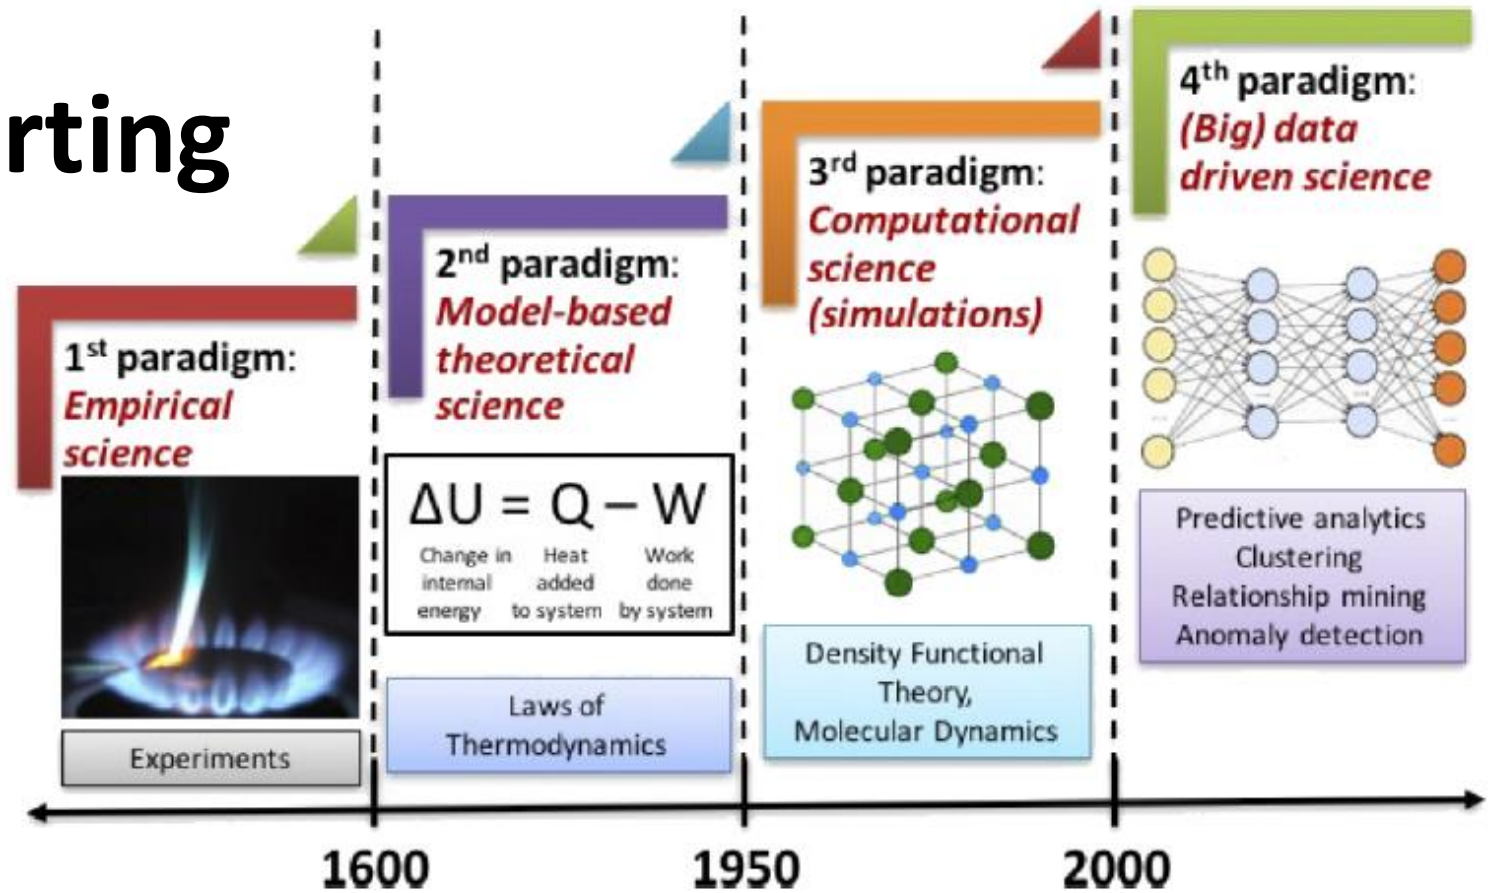 rting
1st paradigm:
Empirical
science
Experiments
2nd paradigm:
Model-based
theoretical
science
ΔU = Q – W
Change in internal energy
Heat added to system
Work done by system
Laws of
Thermodynamics
3rd paradigm:
Computational
science
(simulations)
Density Functional
Theory,
Molecular Dynamics
4th paradigm:
(Big) data
driven science
Predictive analytics
Clustering
Relationship mining
Anomaly detection
1600
1950
2000